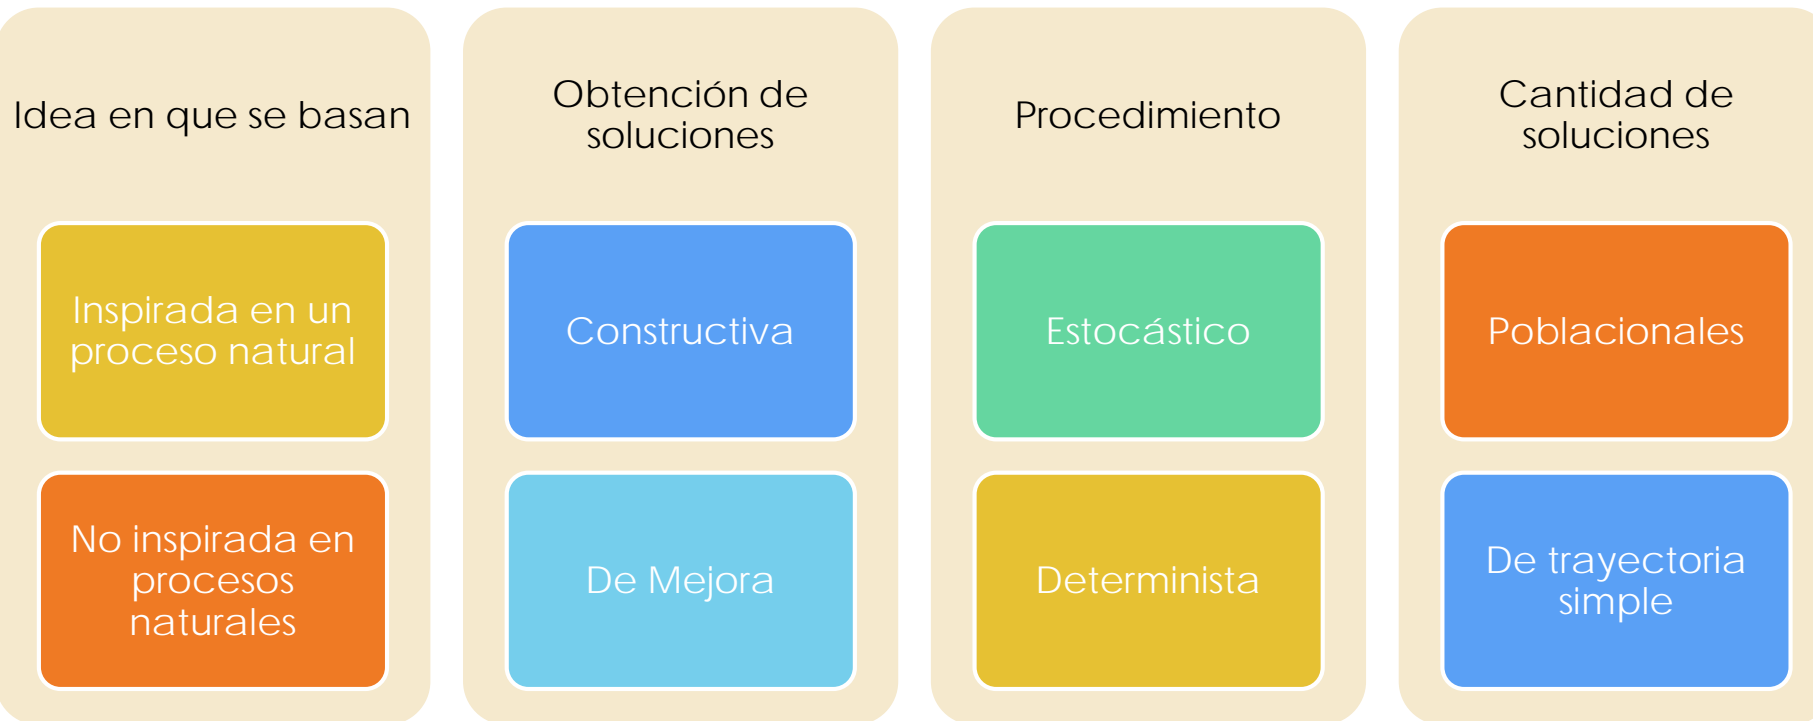 Idea en que se basan
Inspirada en un
proceso natural
No inspirada en
procesos
naturales
Obtención de
soluciones
Constructiva
De Mejora
Procedimiento
Estocástico
Determinista
Cantidad de
soluciones
Poblacionales
De trayectoria
simple